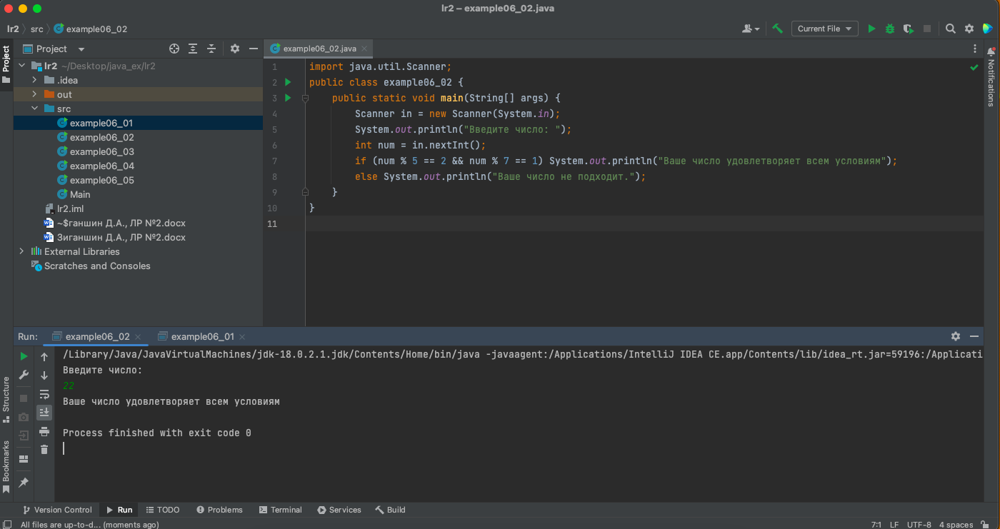 lr2 – example06_02.java
lr2 src example06_02
Current File
Project
Project
example06_02.java
lr2 ~/Desktop/java_ex/lr2
.idea
out
src
example06_01
example06_02
example06_03
example06_04
example06_05
Main
lr2.iml
~$ганшин Д.А., ЛР №2.docx
Зиганшин Д.А., ЛР №2.docx
External Libraries
Scratches and Consoles
1 import java.util.Scanner;
2 public class example06_02 {
3 public static void main(String[] args) {
4 Scanner in = new Scanner(System.in);
5 System.out.println("Введите число: ");
6 int num = in.nextInt();
7 if (num % 5 == 2 && num % 7 == 1) System.out.println("Ваше число удовлетворяет всем условиям");
8 else System.out.println("Ваше число не подходит.");
9 }
10 }
11
Notifications
Run: example06_02 example06_01
/Library/Java/JavaVirtualMachines/jdk-18.0.2.1.jdk/Contents/Home/bin/java -javaagent:/Applications/IntelliJ IDEA CE.app/Contents/lib/idea_rt.jar=59196:/Applicati
Введите число:
22
Ваше число удовлетворяет всем условиям
Process finished with exit code 0
Structure
Bookmarks
Version Control Run TODO Problems Terminal Services Build
All files are up-to-d... (moments ago) 7:1 LF UTF-8 4 spaces